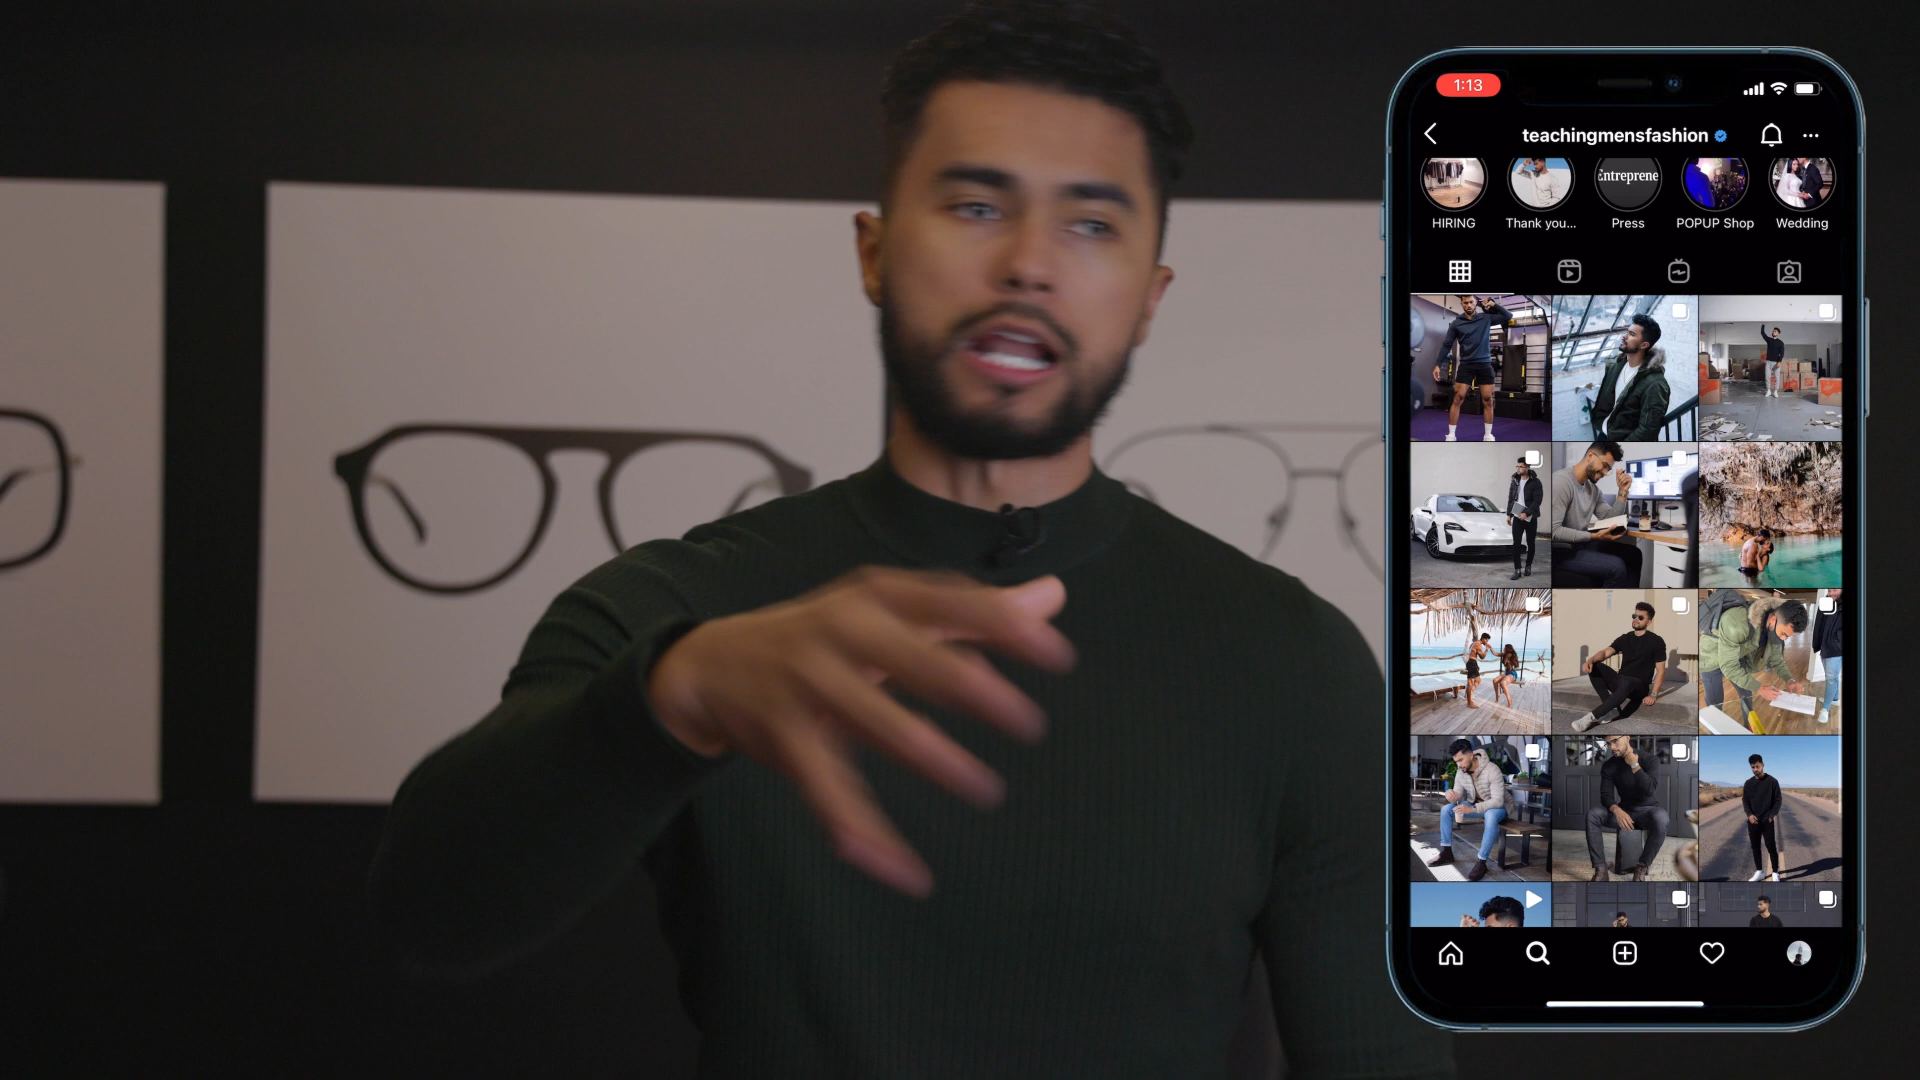 1:13
teachingmensfashion
Entreprene
HIRING
Thank you...
Press
POPUP Shop
Wedding